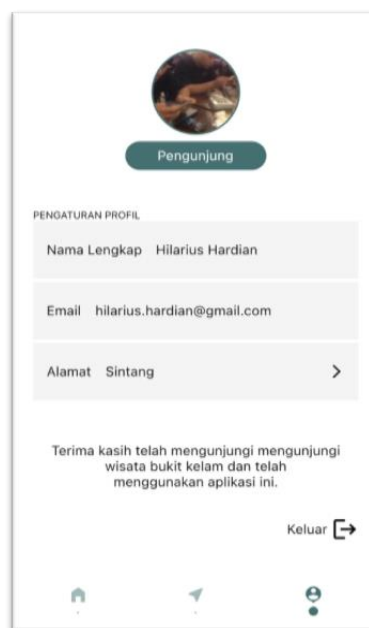 Pengunjung
PENGATURAN PROFIL
Nama Lengkap Hilarius Hardian
Email hilarius.hardian@gmail.com
Alamat Sintang
Terima kasih telah mengunjungi mengunjungi
wisata bukit kelam dan telah
menggunakan aplikasi ini.
Keluar